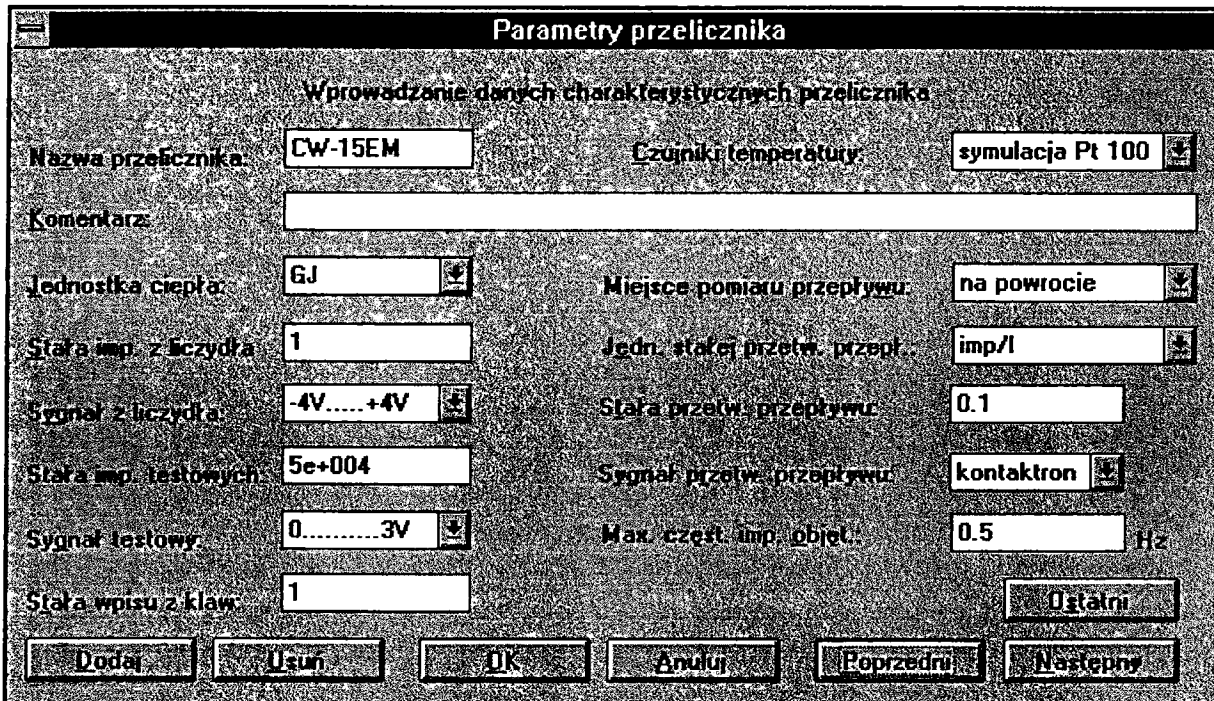 Parametry przelicznika
Wprowadzanie danych charakterystycznych przelicznika
Nazwa przelicznika: CW-15EM Czujniki temperatury: symulacja Pt 100
Komentarz:
Jednostka ciepła: GJ Miejsce pomiaru przepływu: na powrocie
Stała imp. z liczydła 1 Jedn. stałej przetw. przepł.: imp/l
Sygnał z liczydła: -4V.....+4V Stała przetw. przepływu: 0.1
Stała imp. testowych: 5e+004 Sygnał przetw. przepływu: kontaktron
Sygnał testowy: 0..........3V Max. częst. imp. objęt.: 0.5 Hz
Stała wpisu z klaw: 1 Ostatni
Dodaj Usuń OK Anuluj Poprzedni Następny